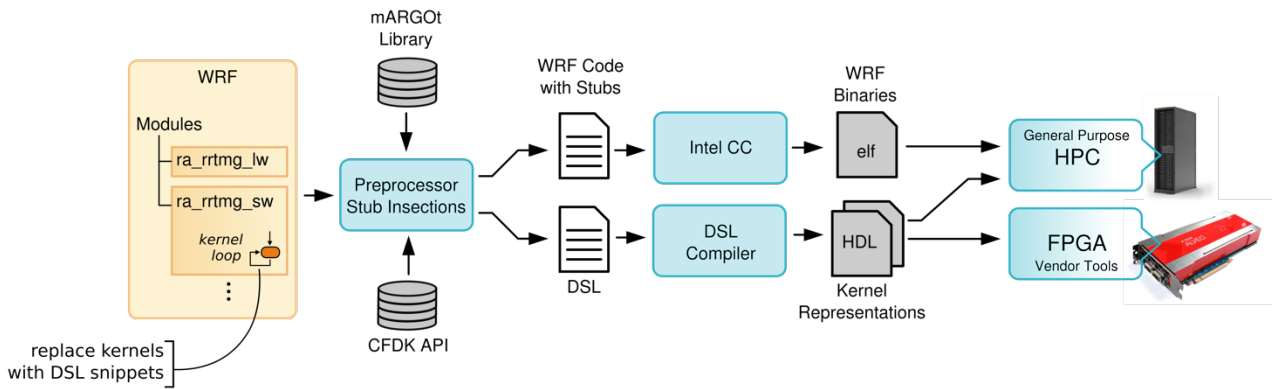 mARGOt
Library
WRF
Modules
ra_rrtmg_lw
ra_rrtmg_sw
kernel
loop
replace kernels
with DSL snippets
Preprocessor
Stub Insections
CFDK API
WRF Code
with Stubs
DSL
Intel CC
DSL
Compiler
WRF
Binaries
elf
HDL
Kernel
Representations
General Purpose
HPC
FPGA
Vendor Tools
ALVEO